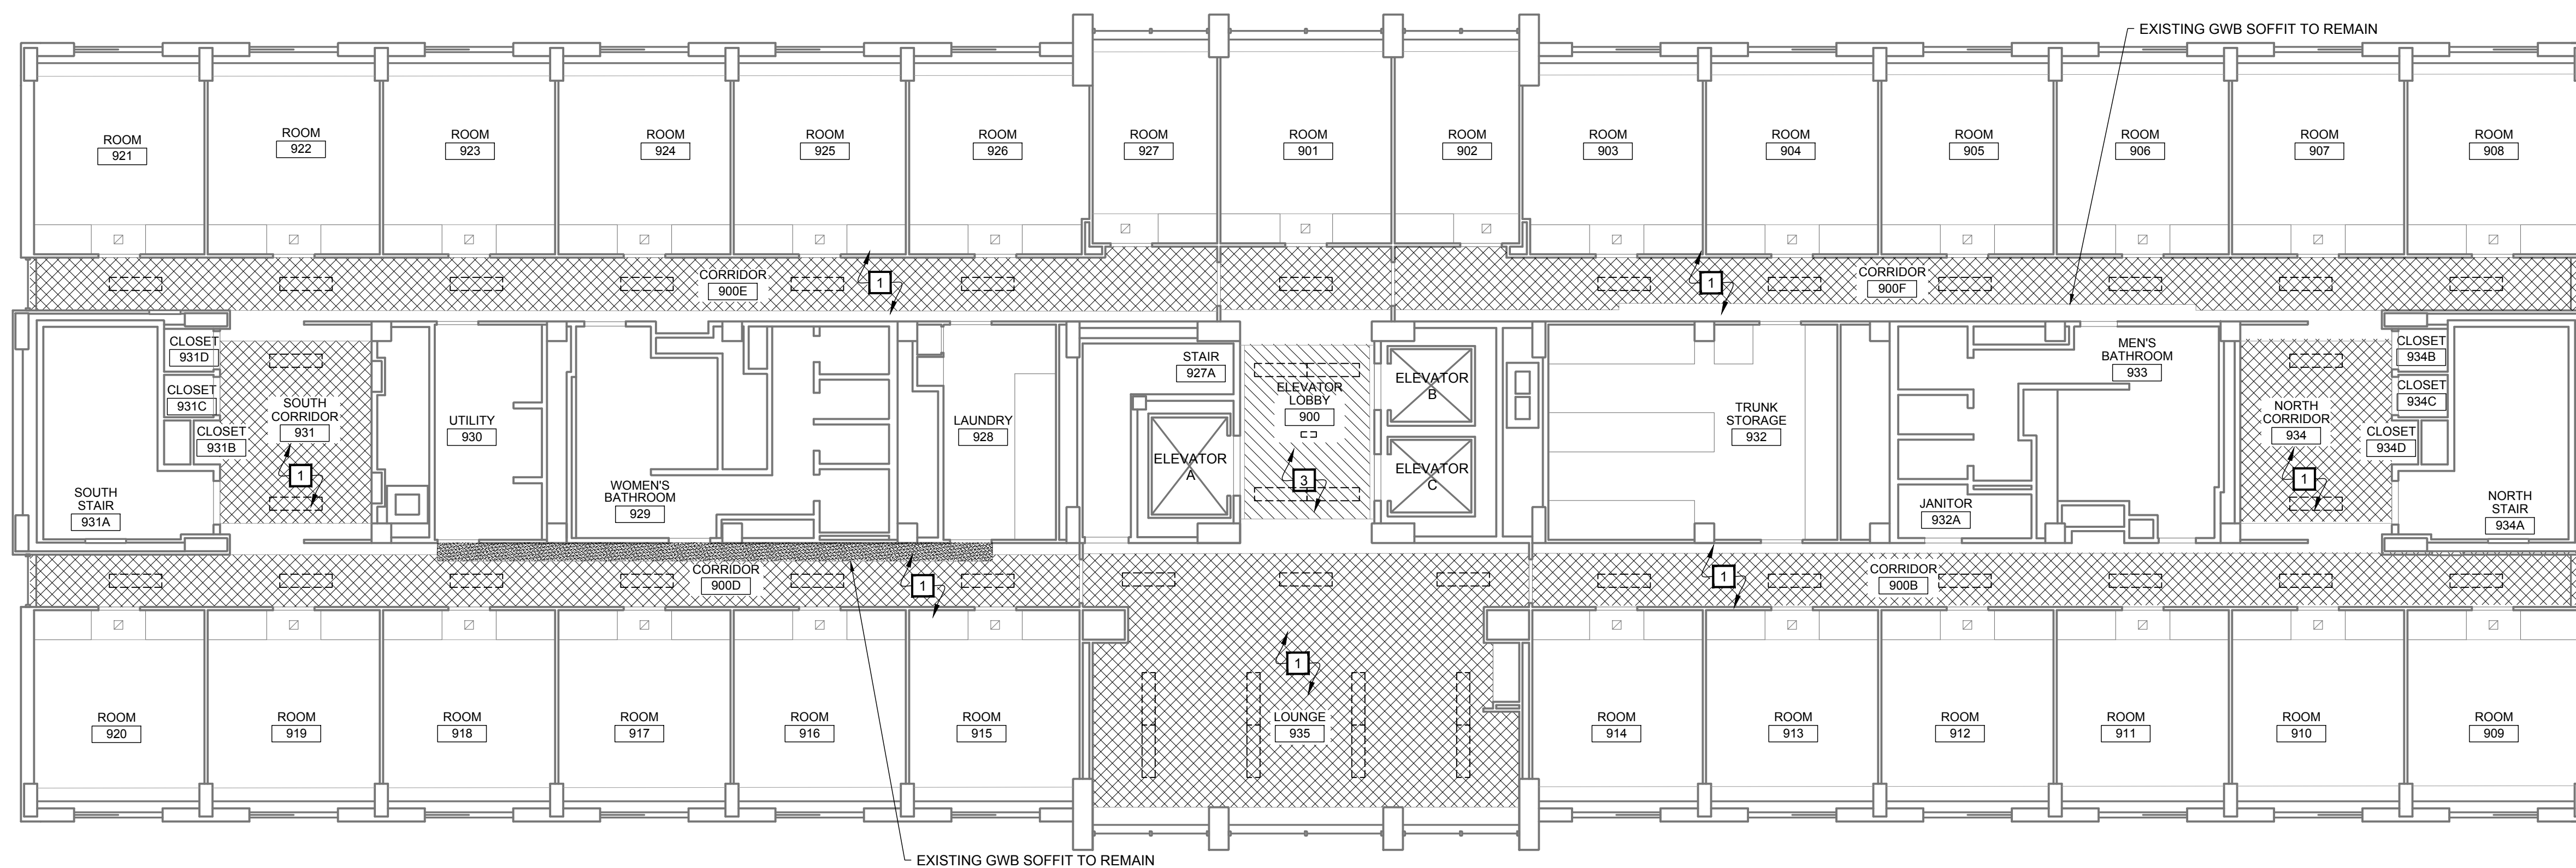 EXISTING GWB SOFFIT TO REMAIN
ROOM
921
ROOM
922
ROOM
923
ROOM
924
ROOM
925
ROOM
926
ROOM
927
ROOM
901
ROOM
902
ROOM
903
ROOM
904
ROOM
905
ROOM
906
ROOM
907
ROOM
908
CORRIDOR
900E
1
1
CORRIDOR
900F
CLOSET
931D
CLOSET
931C
CLOSET
931B
SOUTH
CORRIDOR
931
1
SOUTH
STAIR
931A
UTILITY
930
WOMEN'S
BATHROOM
929
LAUNDRY
928
STAIR
927A
ELEVATOR
A
ELEVATOR
LOBBY
900
3
ELEVATOR
B
ELEVATOR
C
TRUNK
STORAGE
932
JANITOR
932A
MEN'S
BATHROOM
933
NORTH
CORRIDOR
934
1
CLOSET
934B
CLOSET
934C
CLOSET
934D
NORTH
STAIR
934A
CORRIDOR
900D
1
1
CORRIDOR
900B
1
LOUNGE
935
ROOM
920
ROOM
919
ROOM
918
ROOM
917
ROOM
916
ROOM
915
ROOM
914
ROOM
913
ROOM
912
ROOM
911
ROOM
910
ROOM
909
EXISTING GWB SOFFIT TO REMAIN